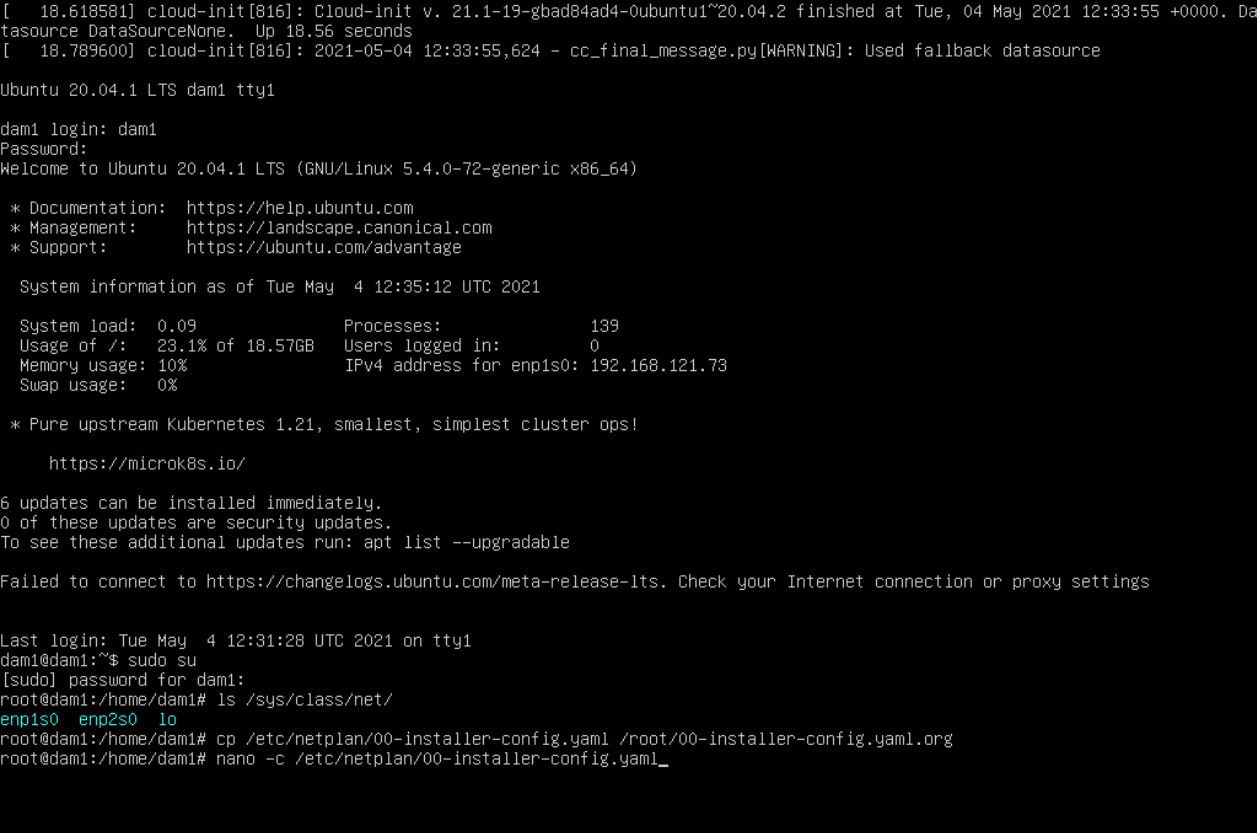 [   18.618581] cloud-init[816]: Cloud-init v. 21.1-19-gbad84ad4-0ubuntu1~20.04.2 finished at Tue, 04 May 2021 12:33:55 +0000. Da
tasource DataSourceNone.  Up 18.56 seconds
[   18.789600] cloud-init[816]: 2021-05-04 12:33:55,624 - cc_final_message.py[WARNING]: Used fallback datasource
Ubuntu 20.04.1 LTS dam1 tty1
dam1 login: dam1
Password:
Welcome to Ubuntu 20.04.1 LTS (GNU/Linux 5.4.0-72-generic x86_64)
 * Documentation:  https://help.ubuntu.com
 * Management:     https://landscape.canonical.com
 * Support:        https://ubuntu.com/advantage
  System information as of Tue May  4 12:35:12 UTC 2021
  System load:  0.09               Processes:               139
  Usage of /:   23.1% of 18.57GB   Users logged in:         0
  Memory usage: 10%                IPv4 address for enp1s0: 192.168.121.73
  Swap usage:   0%
 * Pure upstream Kubernetes 1.21, smallest, simplest cluster ops!
     https://microk8s.io/
6 updates can be installed immediately.
0 of these updates are security updates.
To see these additional updates run: apt list --upgradable
Failed to connect to https://changelogs.ubuntu.com/meta-release-lts. Check your Internet connection or proxy settings
Last login: Tue May  4 12:31:28 UTC 2021 on tty1
dam1@dam1:~$ sudo su
[sudo] password for dam1:
root@dam1:/home/dam1# ls /sys/class/net/
enp1s0  enp2s0  lo
root@dam1:/home/dam1# cp /etc/netplan/00-installer-config.yaml /root/00-installer-config.yaml.org
root@dam1:/home/dam1# nano -c /etc/netplan/00-installer-config.yaml_